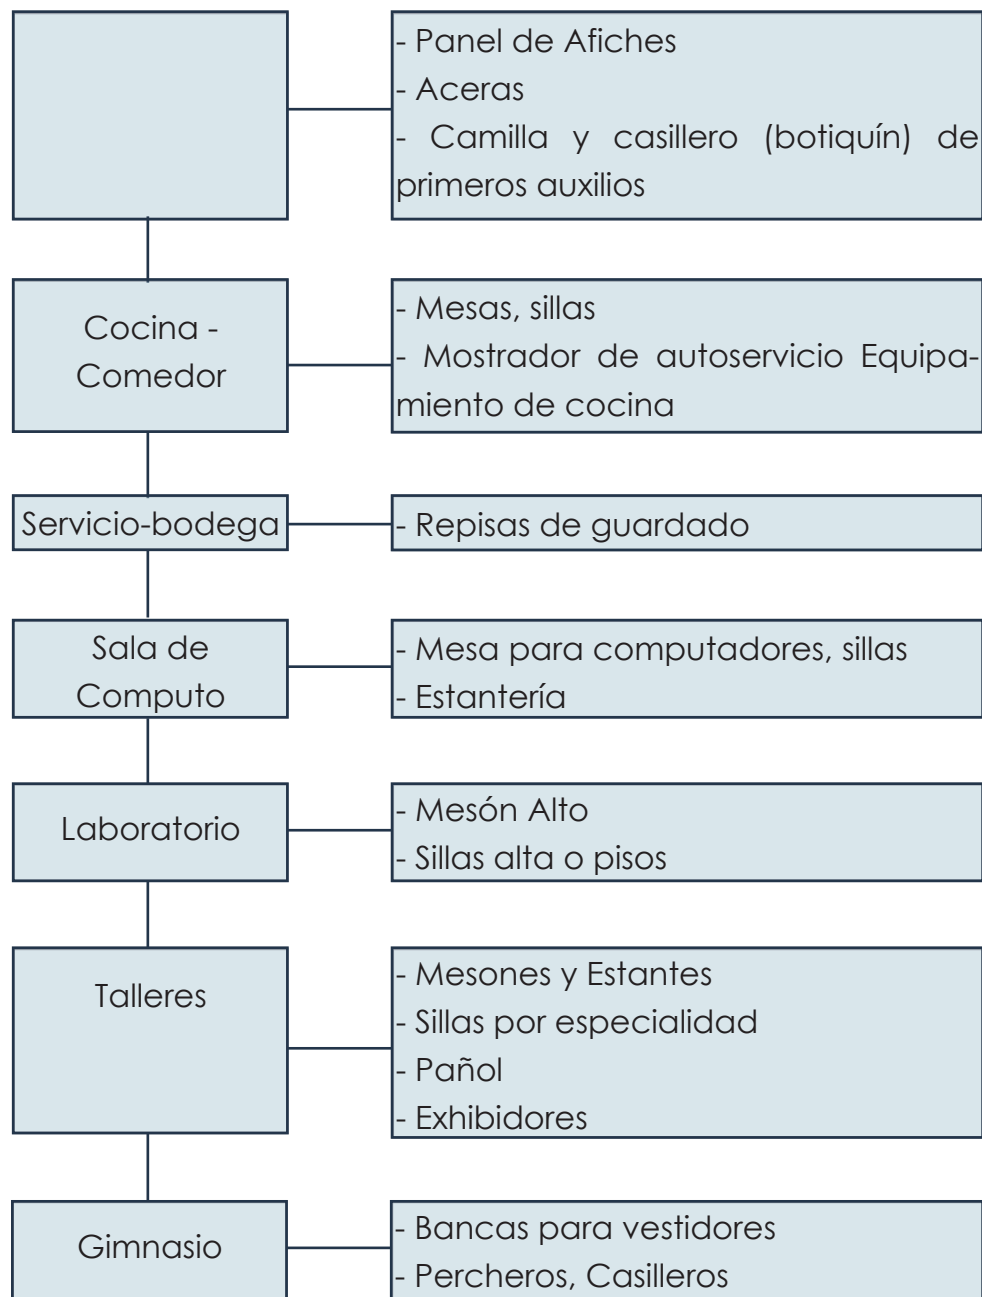 - Panel de Afiches
- Aceras
- Camilla y casillero (botiquín) de
primeros auxilios
Cocina -
Comedor
- Mesas, sillas
- Mostrador de autoservicio Equipa-
miento de cocina
Servicio-bodega
- Repisas de guardado
Sala de
Computo
- Mesa para computadores, sillas
- Estantería
Laboratorio
- Mesón Alto
- Sillas alta o pisos
Talleres
- Mesones y Estantes
- Sillas por especialidad
- Pañol
- Exhibidores
Gimnasio
- Bancas para vestidores
- Percheros, Casilleros